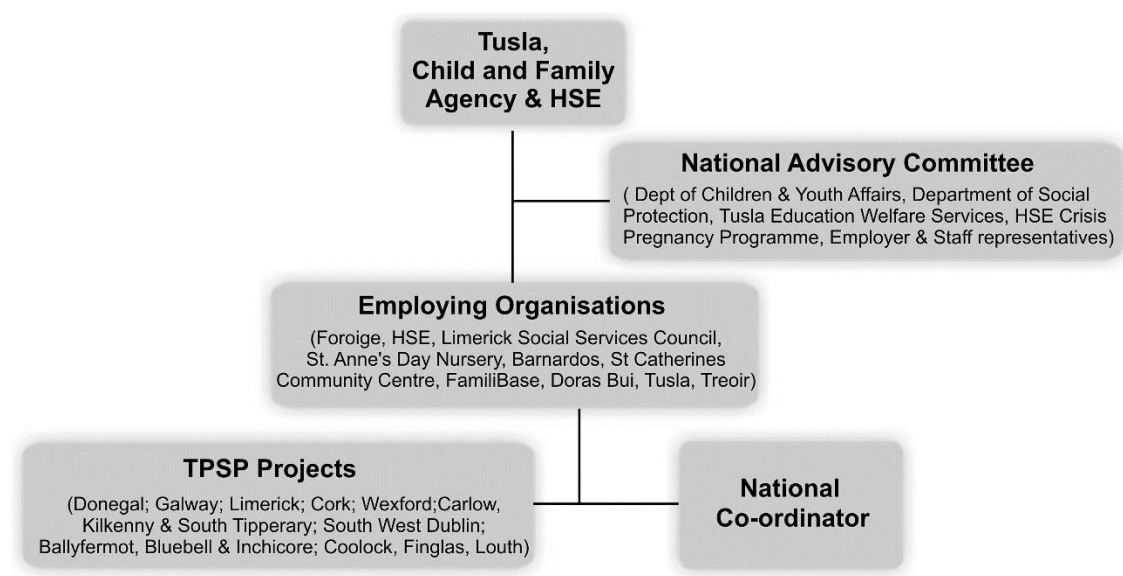 Tusla,
Child and Family
Agency & HSE
National Advisory Committee
( Dept of Children & Youth Affairs, Department of Social
Protection, Tusla Education Welfare Services, HSE Crisis
Pregnancy Programme, Employer & Staff representatives)
Employing Organisations
(Foroige, HSE, Limerick Social Services Council,
St. Anne's Day Nursery, Barnardos, St Catherines
Community Centre, FamiliBase, Doras Bui, Tusla, Treoir)
TPSP Projects
(Donegal; Galway; Limerick; Cork; Wexford;Carlow,
Kilkenny & South Tipperary; South West Dublin;
Ballyfermot, Bluebell & Inchicore; Coolock, Finglas, Louth)
National
Co-ordinator